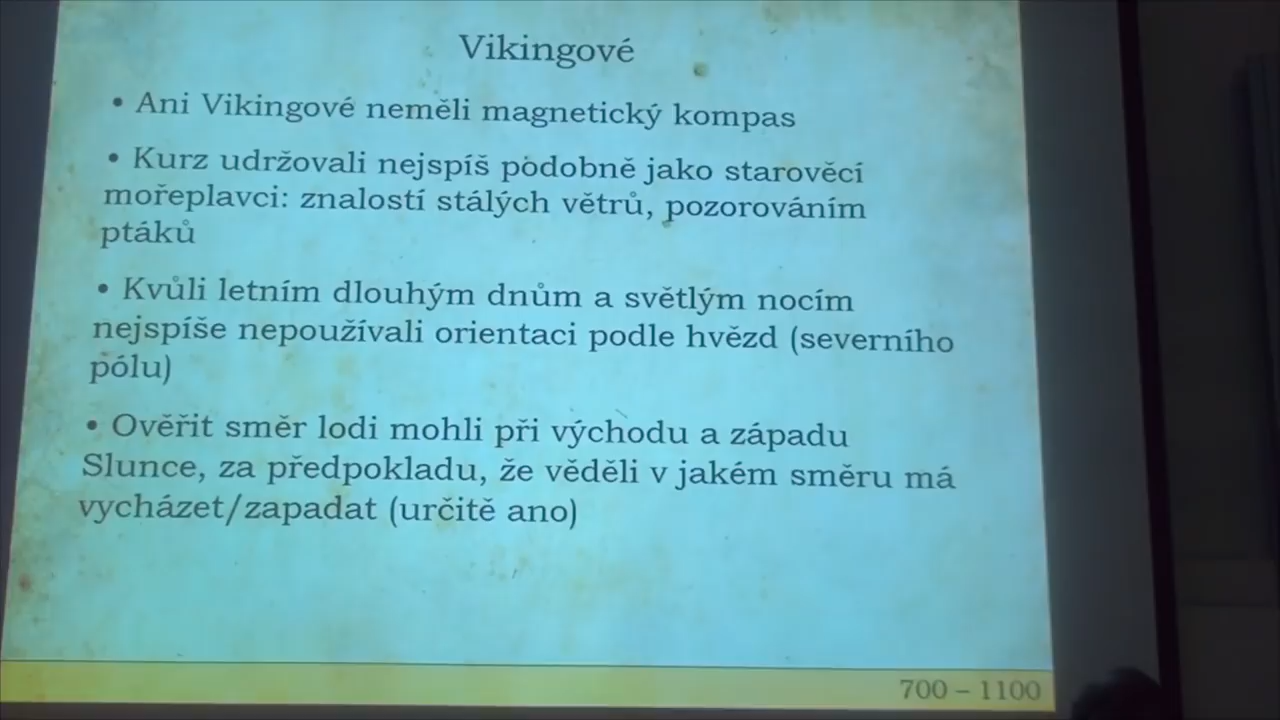 Vikingové
• Ani Vikingové neměli magnetický kompas
• Kurz udržovali nejspíš podobně jako starověcí
mořeplavci: znalostí stálých větrů, pozorováním
ptáků
• Kvůli letním dlouhým dnům a světlým nocím
nejspíše nepoužívali orientaci podle hvězd (severního
pólu)
• Ověřit směr lodi mohli při východu a západu
Slunce, za předpokladu, že věděli v jakém směru má
vycházet/zapadat (určitě ano)
700 – 1100